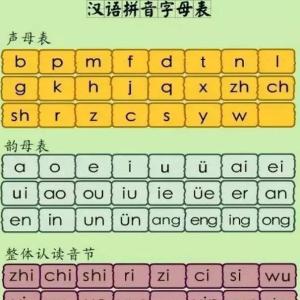 汉语拼音字母表
声母表
b p m f d t n l
g k h j q x zh ch
sh r z c s y w
韵母表
a o e i u ü ai ei
ui ao ou iu ie üe er an
en in un ün ang eng ing ong
整体认读音节
zhi chi shi ri zi ci si wu